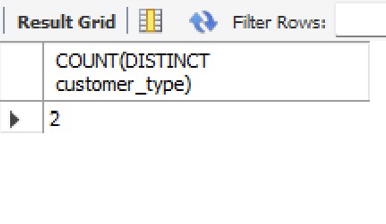 Result Grid Filter Rows:
COUNT(DISTINCT
customer_type)
2